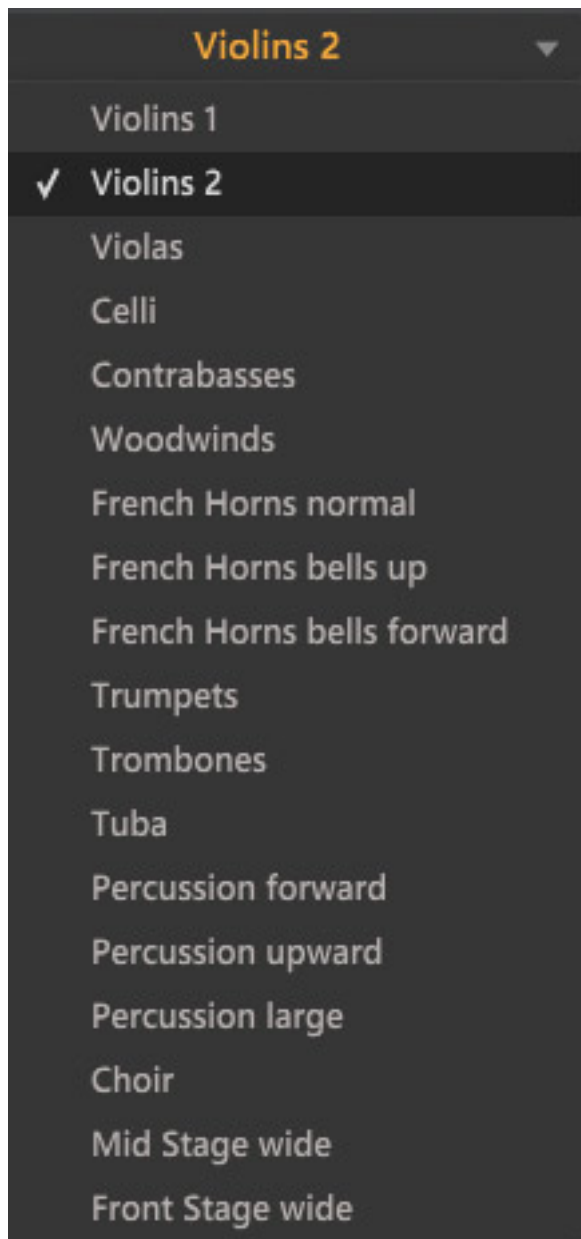 Violins 2
Violins 1
Violins 2
Violas
Celli
Contrabasses
Woodwinds
French Horns normal
French Horns bells up
French Horns bells forward
Trumpets
Trombones
Tuba
Percussion forward
Percussion upward
Percussion large
Choir
Mid Stage wide
Front Stage wide